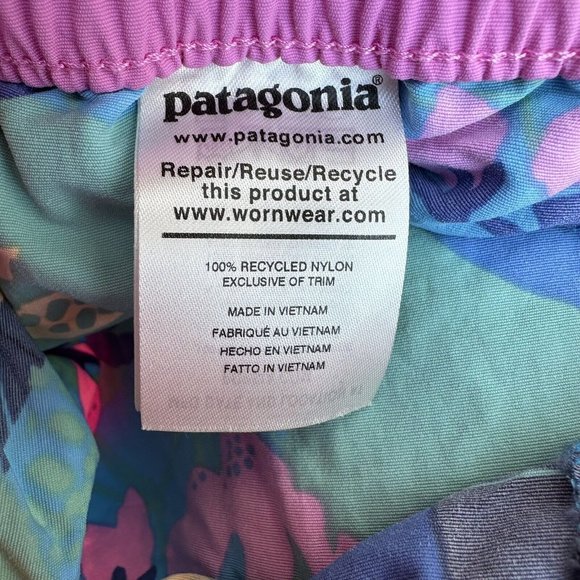 patagonia®
www.patagonia.com
Repair/Reuse/Recycle
this product at
www.wornwear.com
100% RECYCLED NYLON
EXCLUSIVE OF TRIM
MADE IN VIETNAM
FABRIQUÉ AU VIETNAM
HECHO EN VIETNAM
FATTO IN VIETNAM